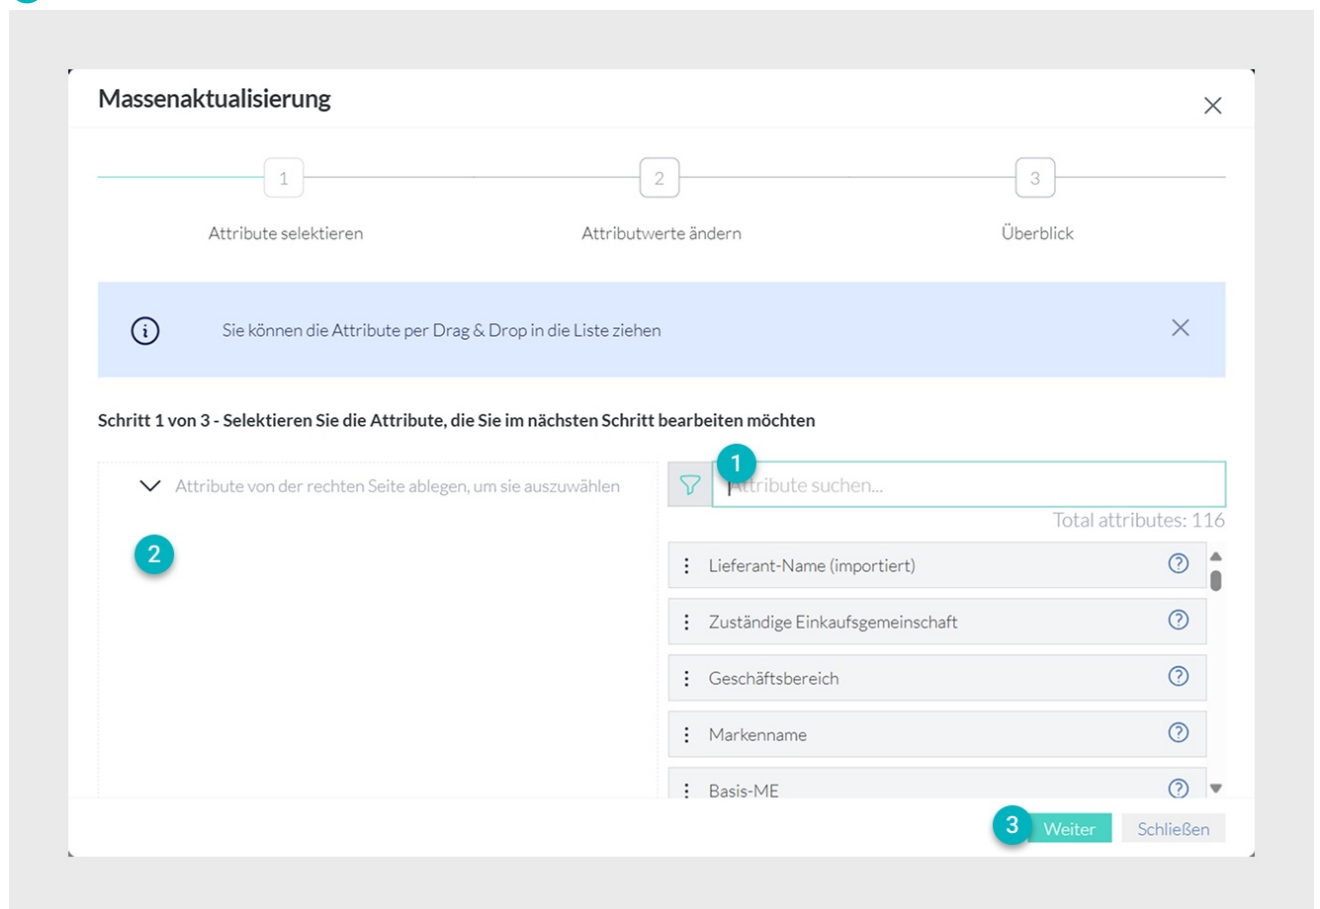 Massenaktualisierung
1
2
3
Attribute selektieren
Attributwerte ändern
Überblick
Sie können die Attribute per Drag & Drop in die Liste ziehen
Schritt 1 von 3 - Selektieren Sie die Attribute, die Sie im nächsten Schritt bearbeiten möchten
1
Attribute von der rechten Seite ablegen, um sie auszuwählen
Attribute suchen...
Total attributes: 116
2
Lieferant-Name (importiert)
Zuständige Einkaufsgemeinschaft
Geschäftsbereich
Markenname
Basis-ME
3
Weiter
Schließen